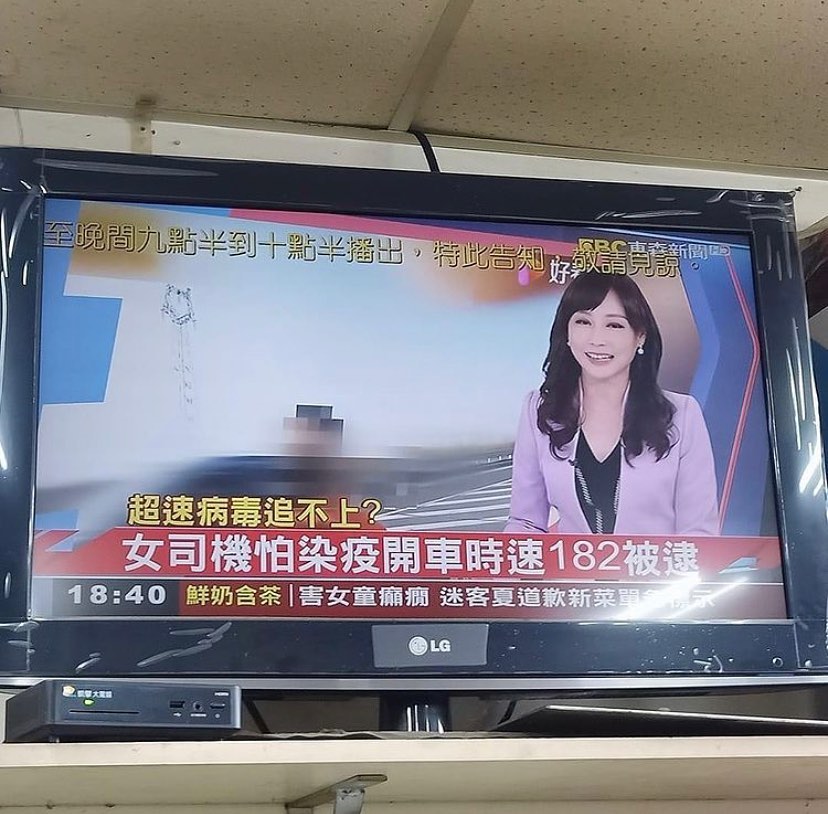 至晚間九點半到十點半播出，特此告知，敬請見諒。
東森新聞
好
超速病毒追不上?
女司機怕染疫開車時速182被逮
18:40 鮮奶含茶|害女童癲癇 迷客夏道歉新菜單
LG
HDMI